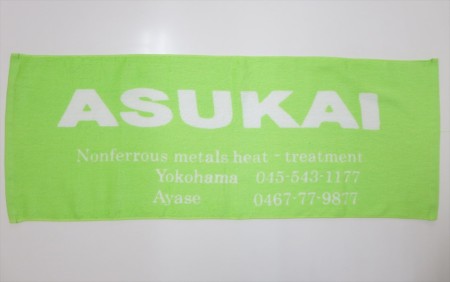 ASUKAI
Nonferrous metals heat-treatment
Yokohama 045-543-1177
Ayase 0467-77-9877